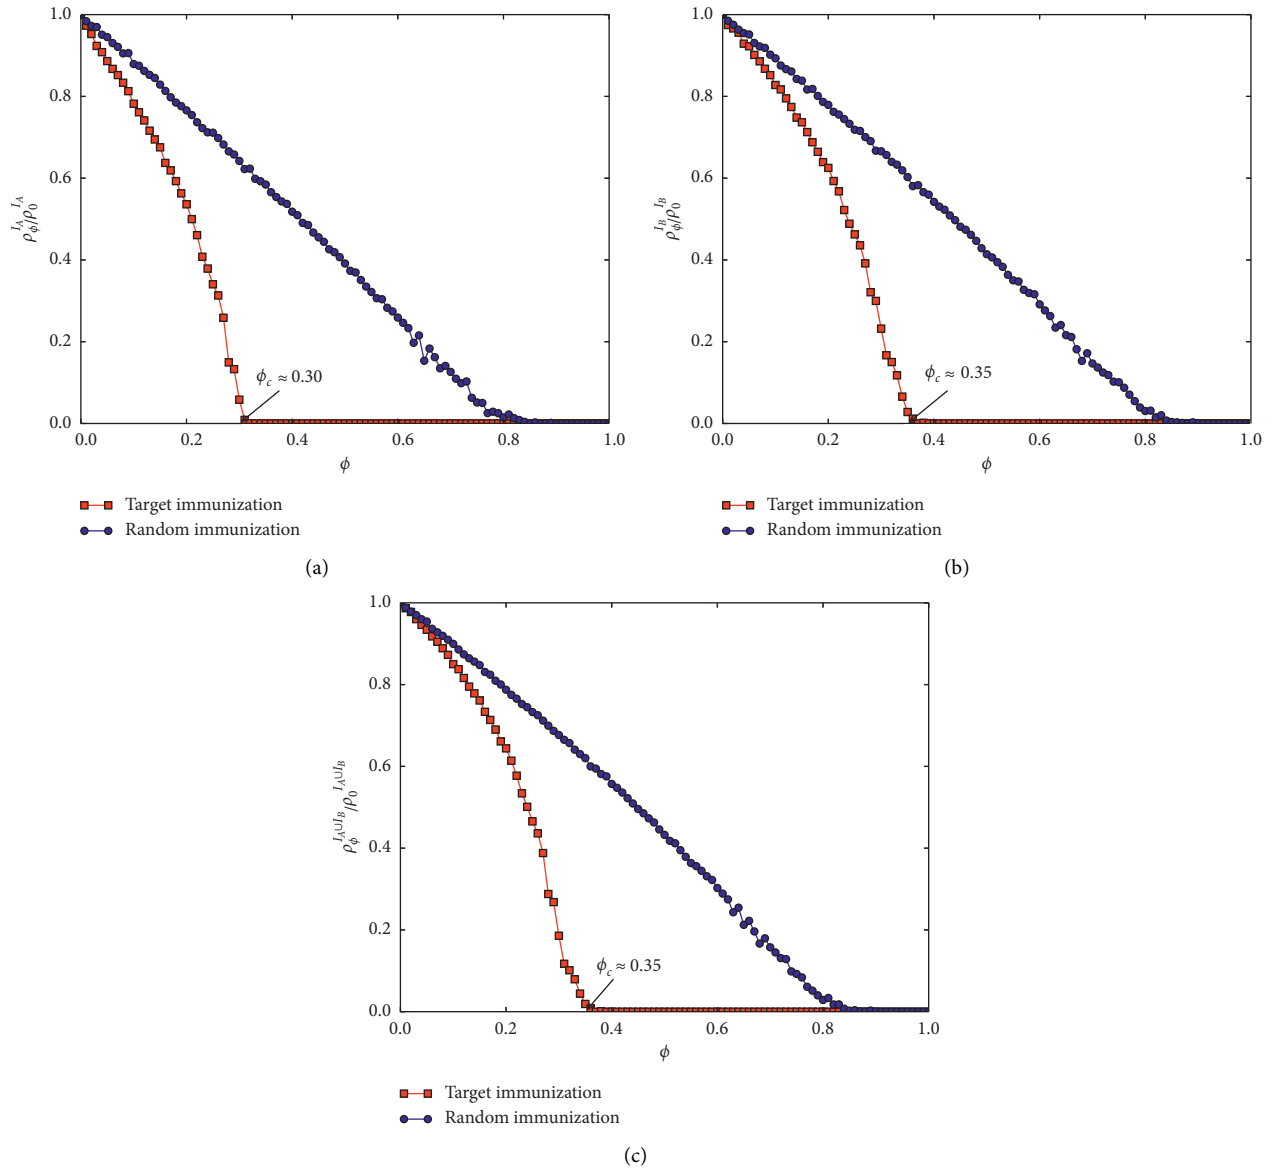 1.0
0.8
0.6
0.4
0.2
0.0
ρ_ϕ^{I_A}/ρ_0^{I_A}
ϕ_c ≈ 0.30
0.0 0.2 0.4 0.6 0.8 1.0
ϕ
Target immunization
Random immunization
(a)
1.0
0.8
0.6
0.4
0.2
0.0
ρ_ϕ^{I_B}/ρ_0^{I_B}
ϕ_c ≈ 0.35
0.0 0.2 0.4 0.6 0.8 1.0
ϕ
Target immunization
Random immunization
(b)
1.0
0.8
0.6
0.4
0.2
0.0
ρ_ϕ^{I_A∪I_B}/ρ_0^{I_A∪I_B}
ϕ_c ≈ 0.35
0.0 0.2 0.4 0.6 0.8 1.0
ϕ
Target immunization
Random immunization
(c)